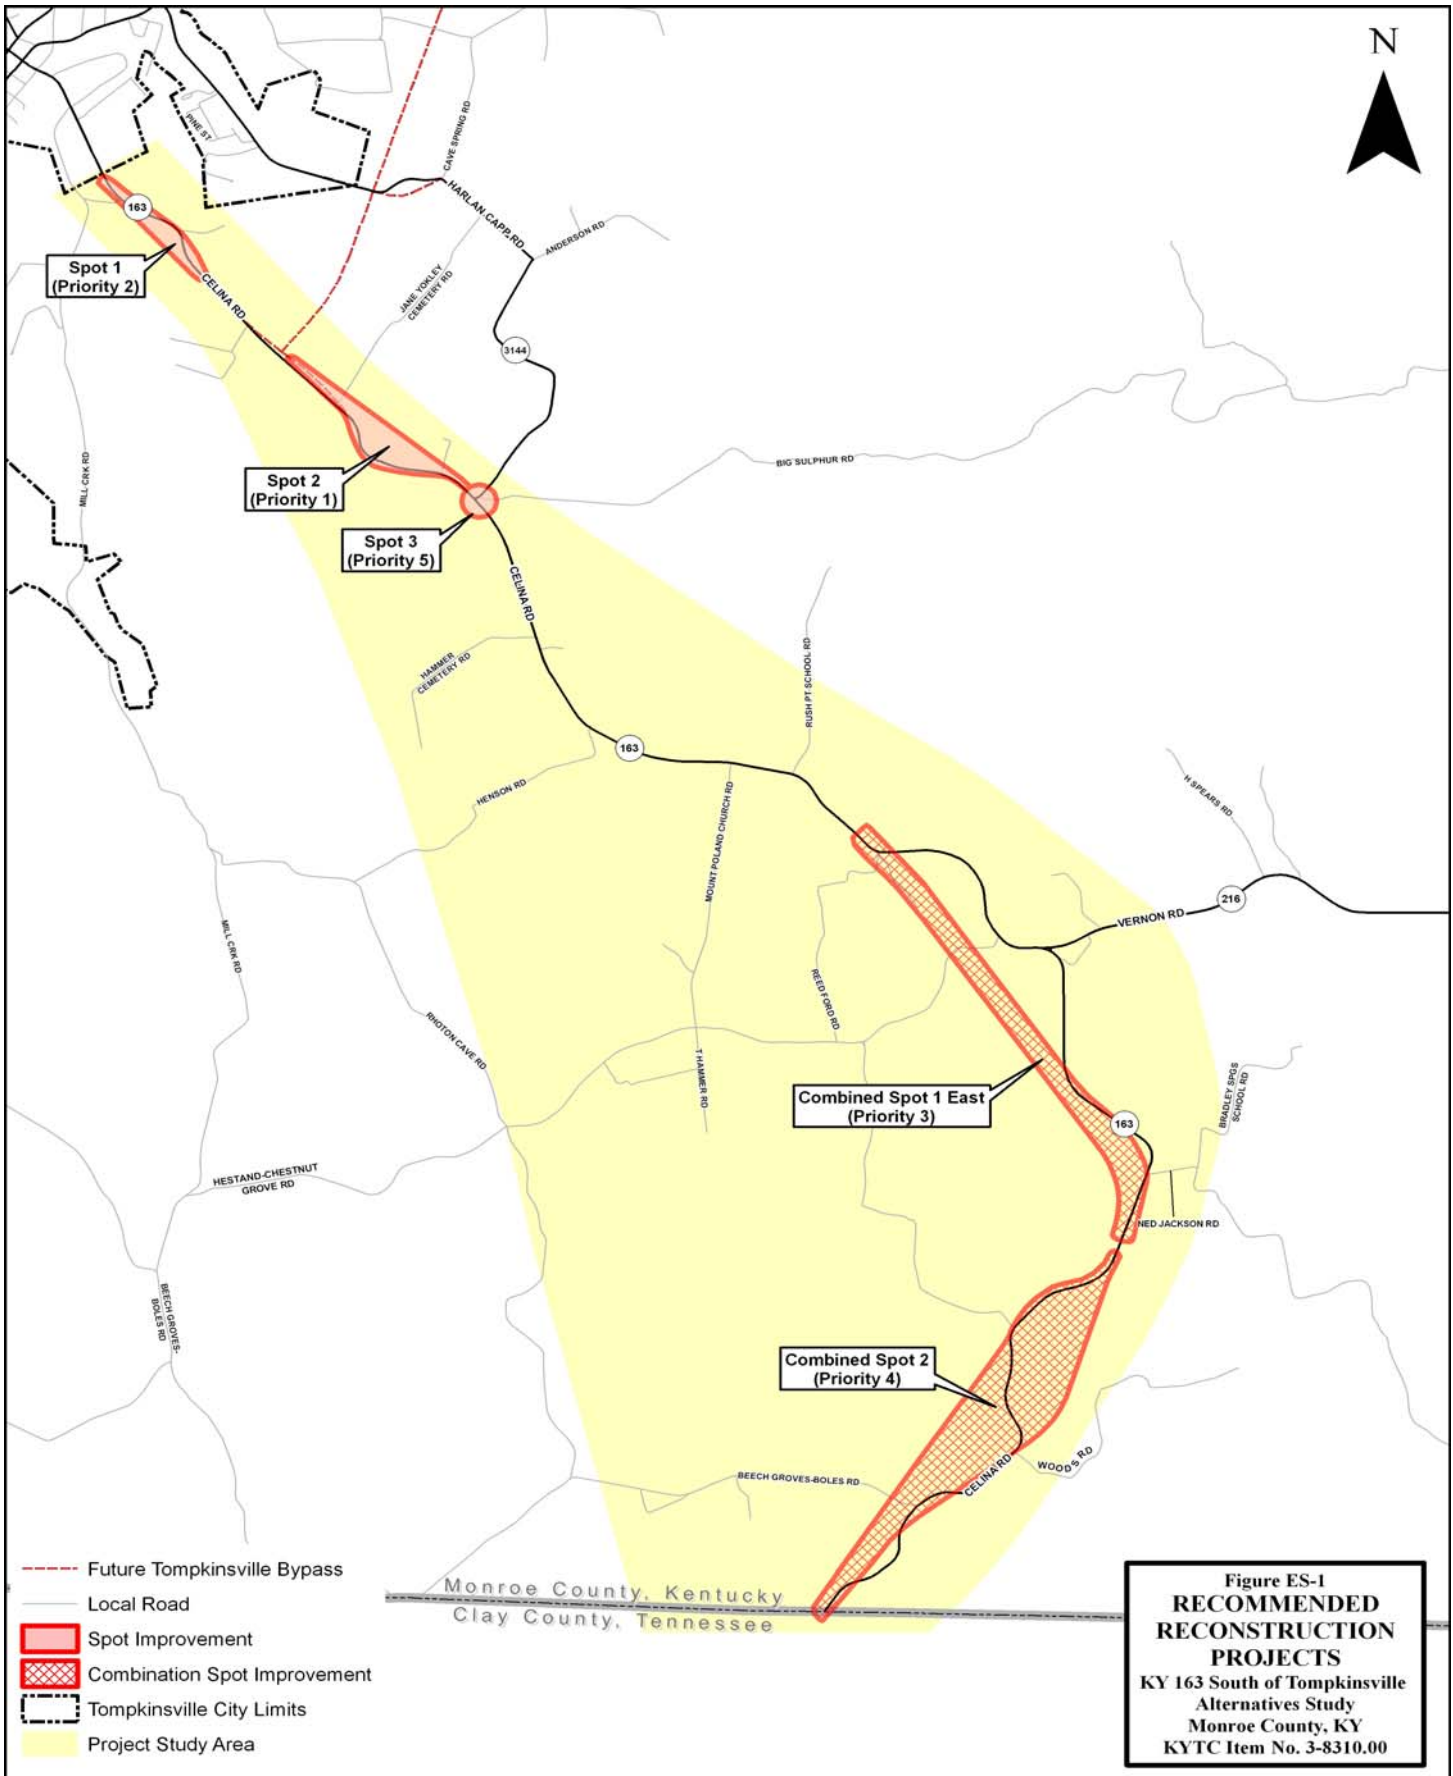 N
PINE ST
CAVE SPRING RD
HARLAN CAPP RD
ANDERSON RD
163
Spot 1
(Priority 2)
CELINA RD
JANE YOKLEY
CEMETERY RD
3144
MILL CRK RD
BIG SULPHUR RD
Spot 2
(Priority 1)
Spot 3
(Priority 5)
CELINA RD
HAMMER
CEMETERY RD
RUSH PT SCHOOL RD
163
HENSON RD
MOUNT POLAND CHURCH RD
H SPEARS RD
216
VERNON RD
MILL CRK RD
REED FORD RD
RHOTON CAVE RD
T HAMMER RD
BRADLEY SPGS
SCHOOL RD
Combined Spot 1 East
(Priority 3)
163
HESTAND-CHESTNUT
GROVE RD
NED JACKSON RD
BEECH GROVES-
BOLES RD
Combined Spot 2
(Priority 4)
WOODS RD
CELINA RD
BEECH GROVES-BOLES RD
Monroe County, Kentucky
Clay County, Tennessee
Future Tompkinsville Bypass
Local Road
Spot Improvement
Combination Spot Improvement
Tompkinsville City Limits
Project Study Area
Figure ES-1
RECOMMENDED
RECONSTRUCTION
PROJECTS
KY 163 South of Tompkinsville
Alternatives Study
Monroe County, KY
KYTC Item No. 3-8310.00